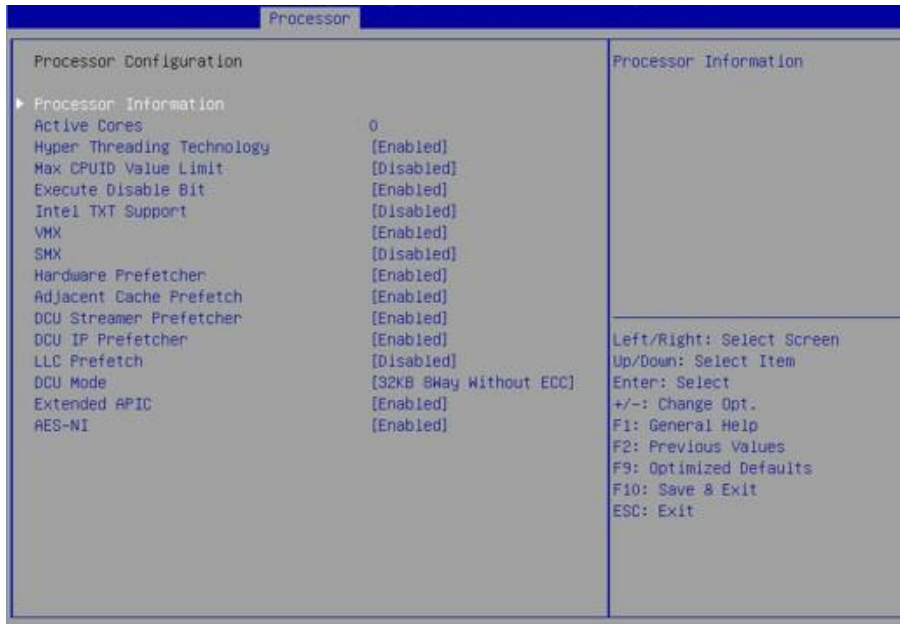 Processor
Processor Configuration
Processor Information
Processor Information
Active Cores 0
Hyper Threading Technology [Enabled]
Max CPUID Value Limit [Disabled]
Execute Disable Bit [Enabled]
Intel TXT Support [Disabled]
VMX [Enabled]
SMX [Disabled]
Hardware Prefetcher [Enabled]
Adjacent Cache Prefetch [Enabled]
DCU Streamer Prefetcher [Enabled]
DCU IP Prefetcher [Enabled]
LLC Prefetch [Disabled]
DCU Mode [32KB 8Way Without ECC]
Extended APIC [Enabled]
AES-NI [Enabled]
Left/Right: Select Screen
Up/Down: Select Item
Enter: Select
+/-: Change Opt.
F1: General Help
F2: Previous Values
F9: Optimized Defaults
F10: Save & Exit
ESC: Exit